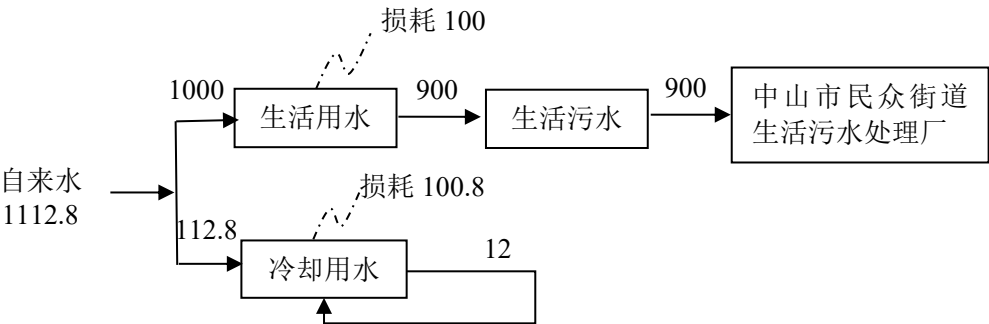 损耗 100
1000
900
900
生活用水
生活污水
中山市民众街道
生活污水处理厂
自来水
1112.8
损耗 100.8
112.8
冷却用水
12